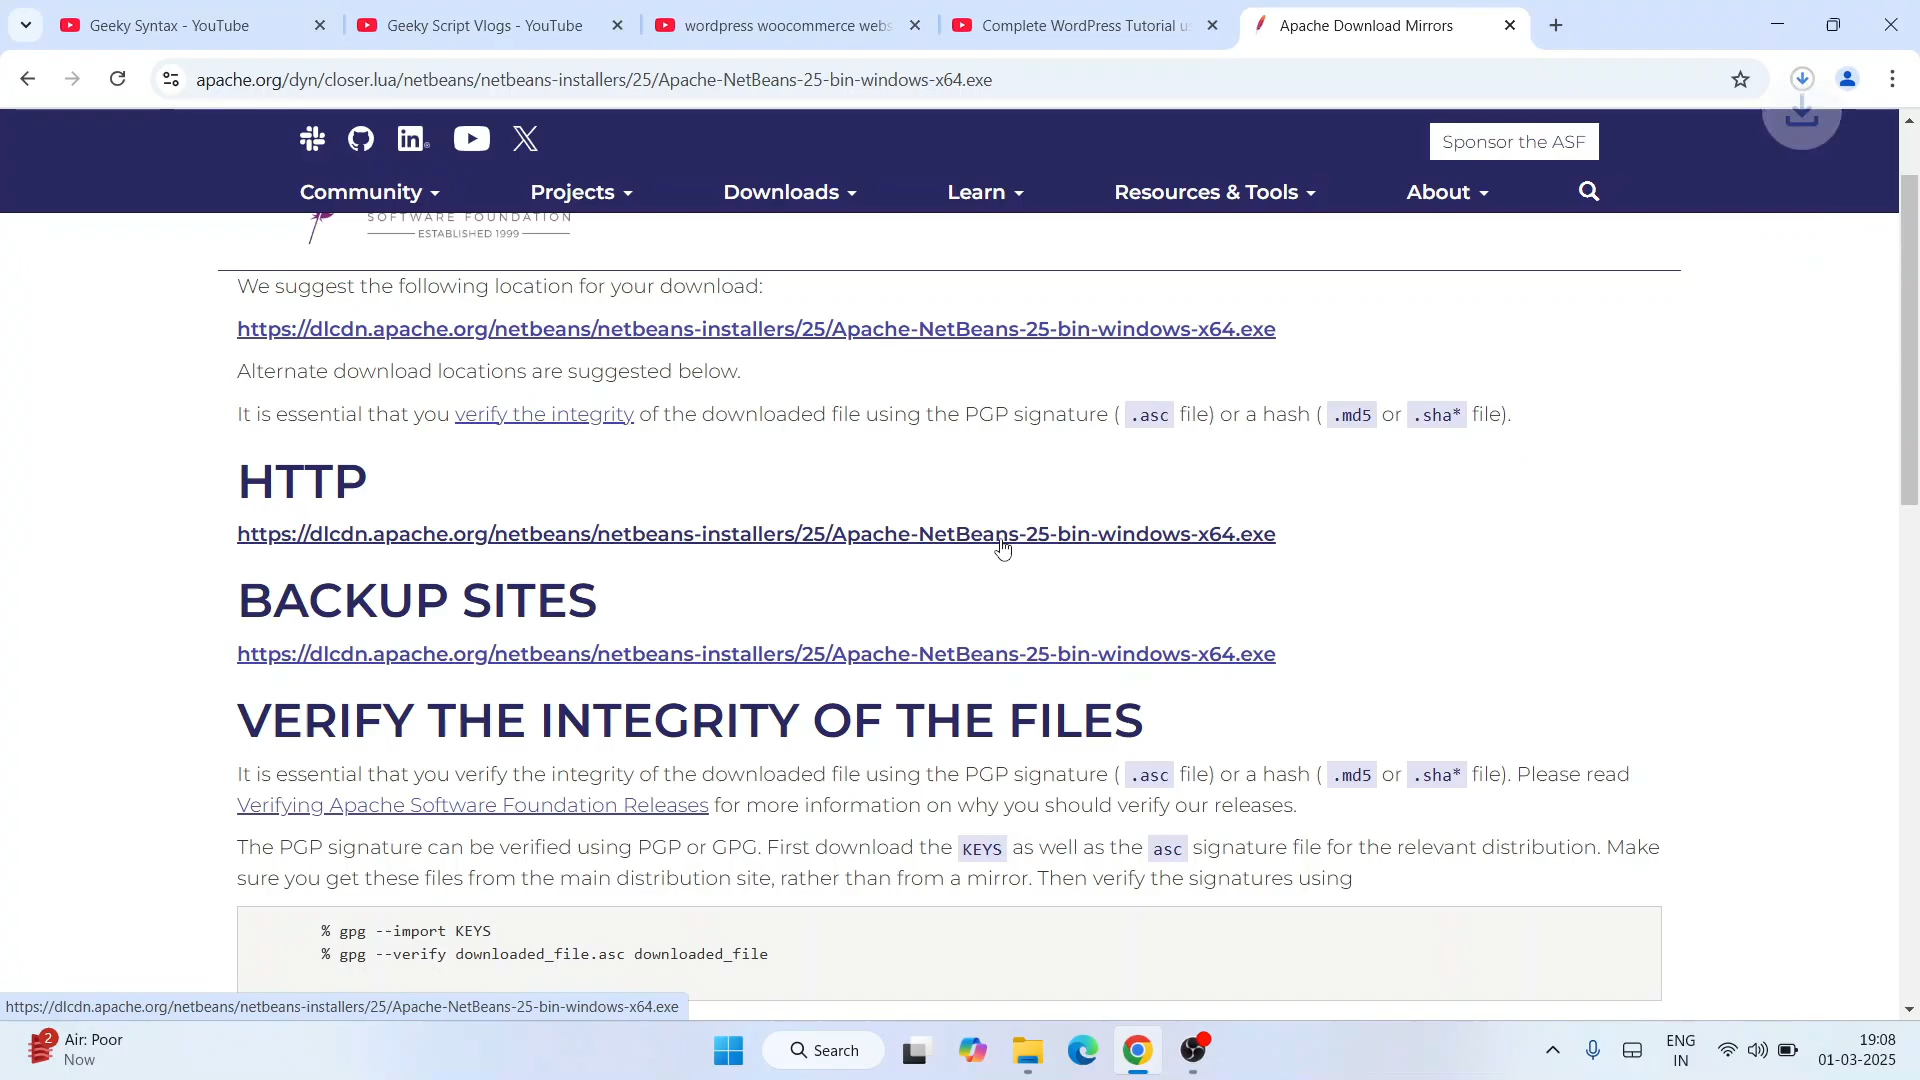 Geeky Syntax - YouTube
Geeky Script Vlogs - YouTube
wordpress woocommerce webs
Complete WordPress Tutorial u
Apache Download Mirrors
apache.org/dyn/closer.lua/netbeans/netbeans-installers/25/Apache-NetBeans-25-bin-windows-x64.exe
Sponsor the ASF
Community
Projects
Downloads
Learn
Resources & Tools
About
SOFTWARE FOUNDATION
ESTABLISHED 1999
We suggest the following location for your download:
https://dlcdn.apache.org/netbeans/netbeans-installers/25/Apache-NetBeans-25-bin-windows-x64.exe
Alternate download locations are suggested below.
It is essential that you verify the integrity of the downloaded file using the PGP signature ( .asc file) or a hash ( .md5 or .sha* file).
HTTP
https://dlcdn.apache.org/netbeans/netbeans-installers/25/Apache-NetBeans-25-bin-windows-x64.exe
BACKUP SITES
https://dlcdn.apache.org/netbeans/netbeans-installers/25/Apache-NetBeans-25-bin-windows-x64.exe
VERIFY THE INTEGRITY OF THE FILES
It is essential that you verify the integrity of the downloaded file using the PGP signature ( .asc file) or a hash ( .md5 or .sha* file). Please read
Verifying Apache Software Foundation Releases for more information on why you should verify our releases.
The PGP signature can be verified using PGP or GPG. First download the KEYS as well as the asc signature file for the relevant distribution. Make
sure you get these files from the main distribution site, rather than from a mirror. Then verify the signatures using
% gpg --import KEYS
% gpg --verify downloaded_file.asc downloaded_file
https://dlcdn.apache.org/netbeans/netbeans-installers/25/Apache-NetBeans-25-bin-windows-x64.exe
2
Air: Poor
Now
Search
ENG
IN
19:08
01-03-2025